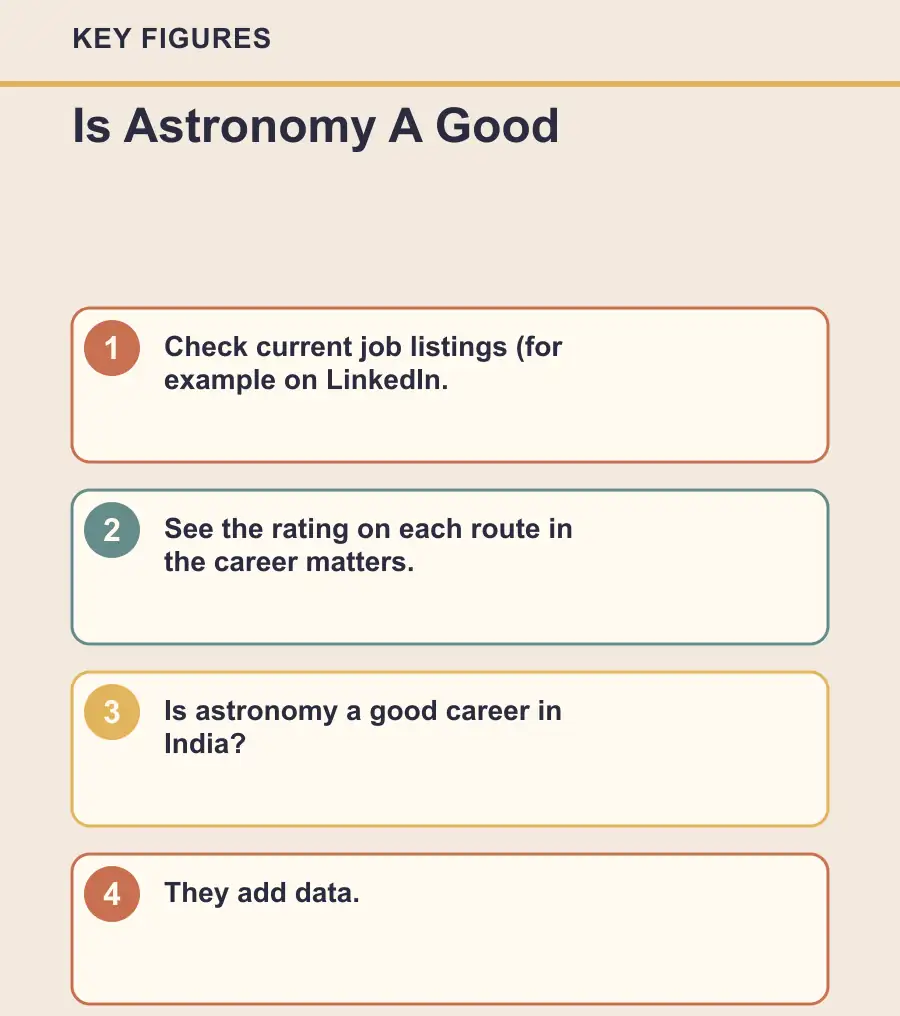 KEY FIGURES
Is Astronomy A Good
1
Check current job listings (for
example on LinkedIn.
2
See the rating on each route in
the career matters.
3
Is astronomy a good career in
India?
4
They add data.